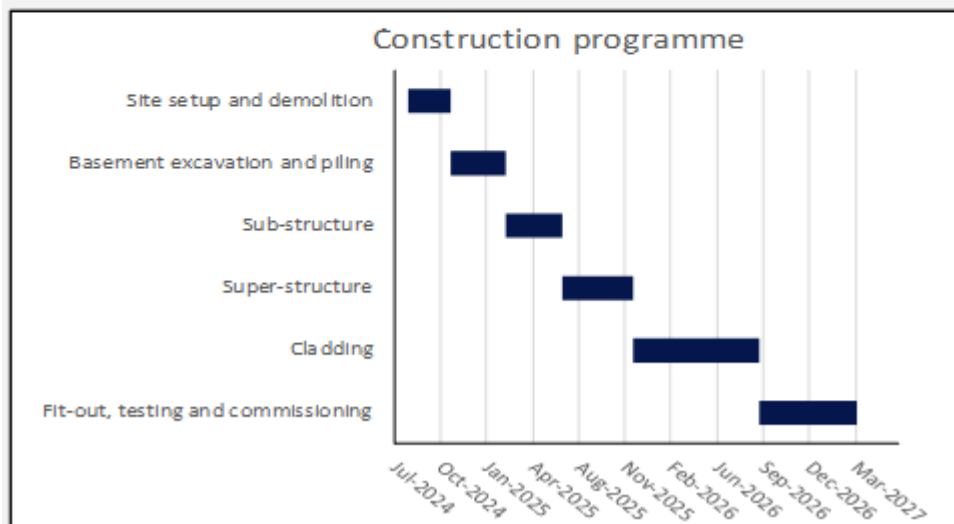 Construction programme
Site setup and demolition
Basement excavation and piling
Sub-structure
Super-structure
Cladding
Fit-out, testing and commissioning
Jul-2024
Oct-2024
Jan-2025
Apr-2025
Aug-2025
Nov-2025
Feb-2026
Jun-2026
Sep-2026
Dec-2026
Mar-2027